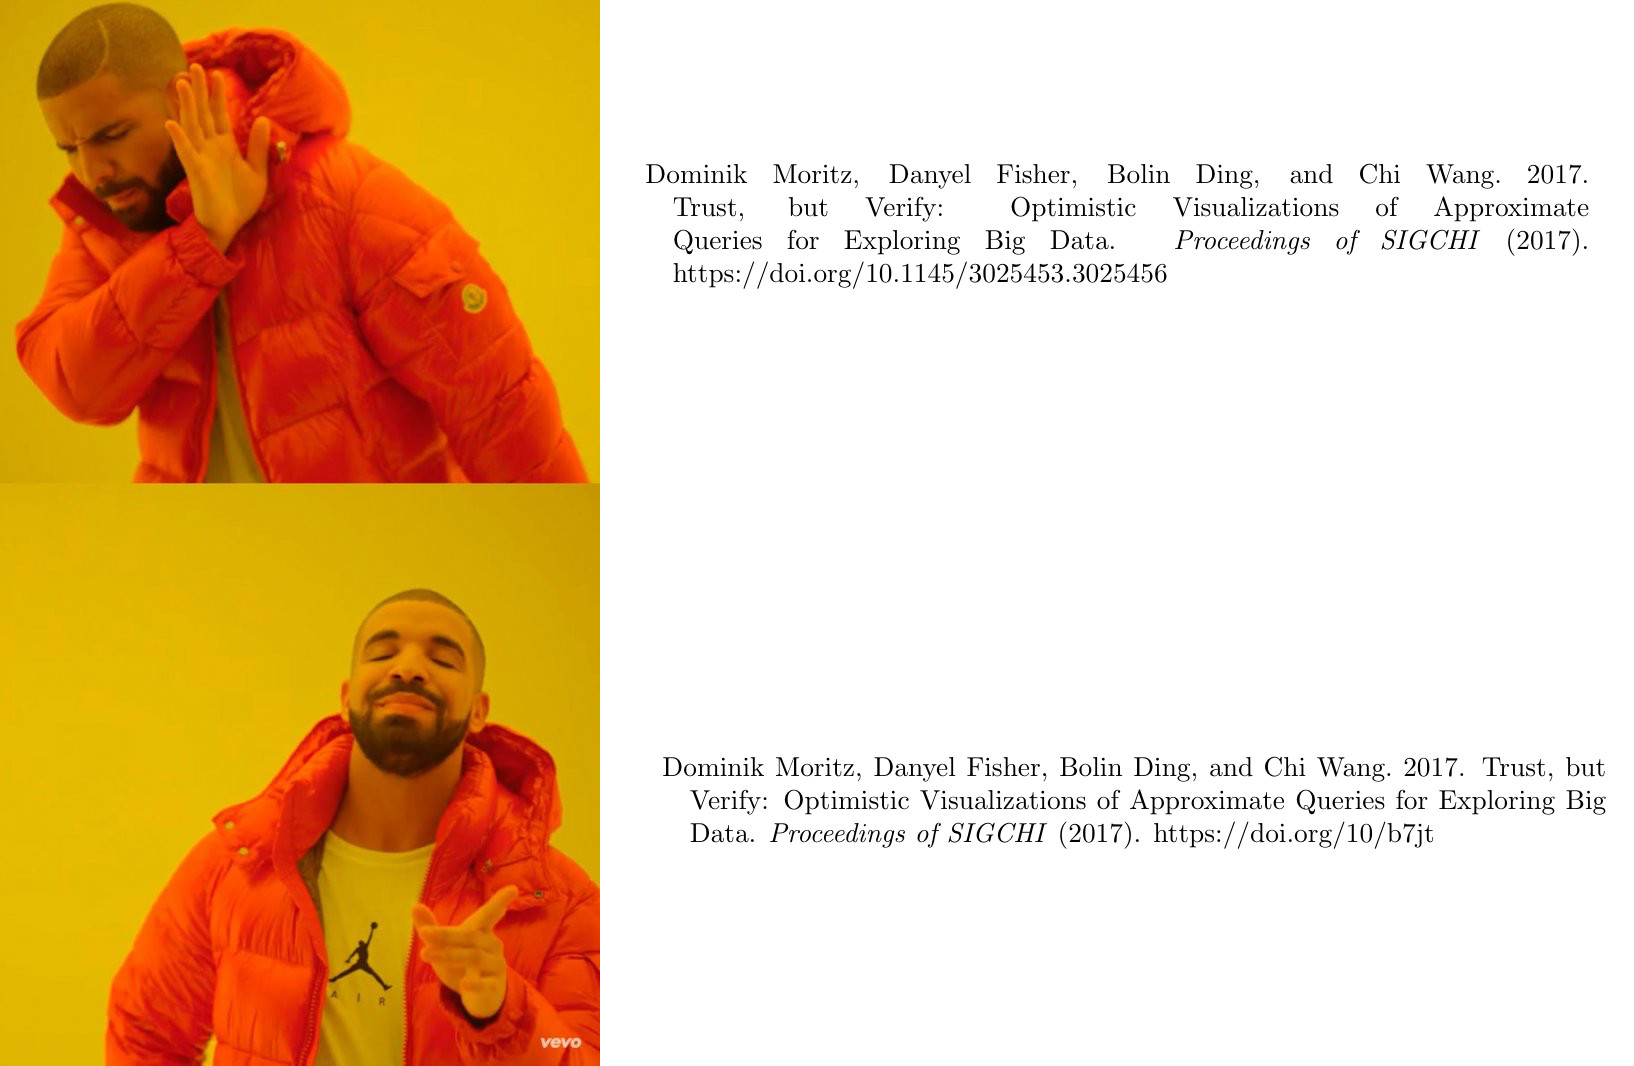 Dominik Moritz, Danyel Fisher, Bolin Ding, and Chi Wang. 2017.
Trust, but Verify: Optimistic Visualizations of Approximate
Queries for Exploring Big Data. Proceedings of SIGCHI (2017).
https://doi.org/10.1145/3025453.3025456
Dominik Moritz, Danyel Fisher, Bolin Ding, and Chi Wang. 2017. Trust, but
Verify: Optimistic Visualizations of Approximate Queries for Exploring Big
Data. Proceedings of SIGCHI (2017). https://doi.org/10/b7jt
AIR
vevo